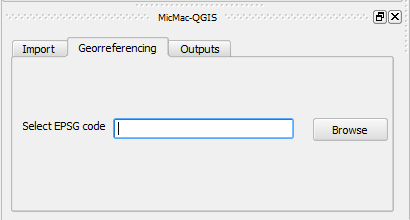 MicMac-QGIS
Import Georreferencing Outputs
Select EPSG code Browse